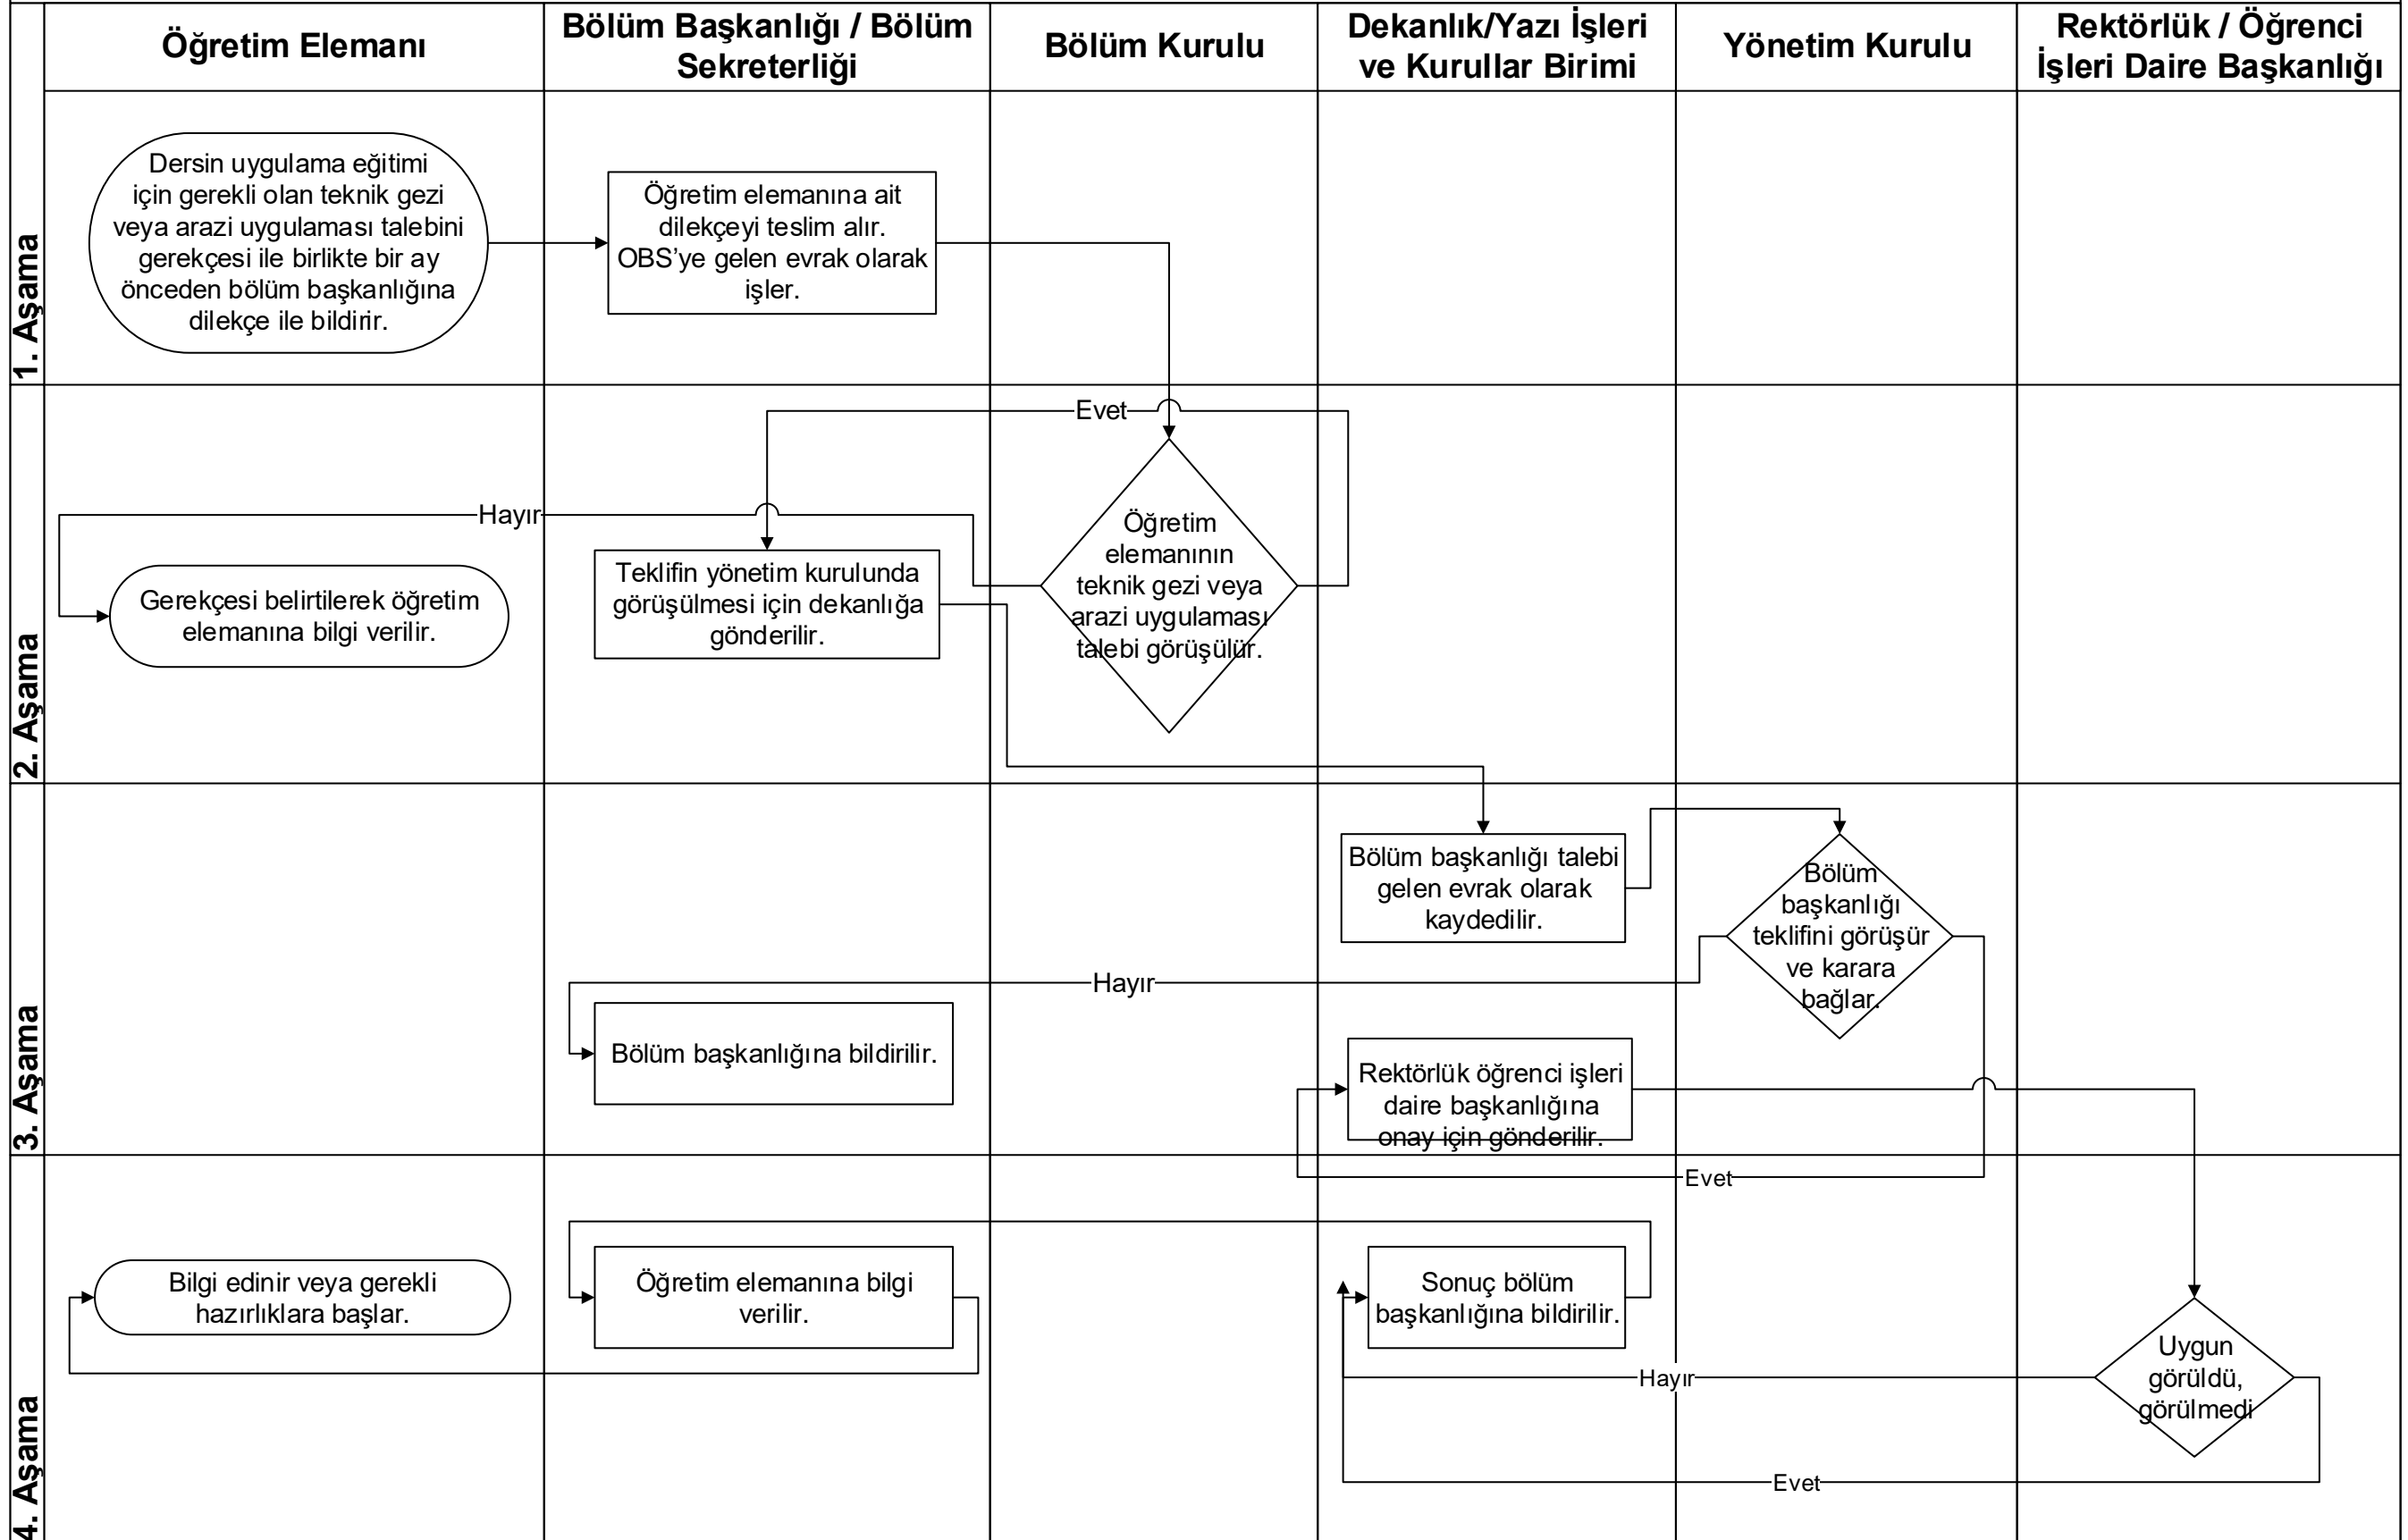 Öğretim Elemanı
Bölüm Başkanlığı / Bölüm
Sekreterliği
Bölüm Kurulu
Dekanlık/Yazı İşleri
ve Kurullar Birimi
Yönetim Kurulu
Rektörlük / Öğrenci
İşleri Daire Başkanlığı
1. Aşama
Dersin uygulama eğitimi
için gerekli olan teknik gezi
veya arazi uygulaması talebini
gerekçesi ile birlikte bir ay
önceden bölüm başkanlığına
dilekçe ile bildirir.
Öğretim elemanına ait
dilekçeyi teslim alır.
OBS’ye gelen evrak olarak
işler.
2. Aşama
Evet
Hayır
Gerekçesi belirtilerek öğretim
elemanına bilgi verilir.
Teklifin yönetim kurulunda
görüşülmesi için dekanlığa
gönderilir.
Öğretim
elemanının
teknik gezi veya
arazi uygulaması
talebi görüşülür.
3. Aşama
Bölüm başkanlığı talebi
gelen evrak olarak
kaydedilir.
Bölüm
başkanlığı
teklifini görüşür
ve karara
bağlar.
Hayır
Bölüm başkanlığına bildirilir.
Rektörlük öğrenci işleri
daire başkanlığına
onay için gönderilir.
Evet
4. Aşama
Bilgi edinir veya gerekli
hazırlıklara başlar.
Öğretim elemanına bilgi
verilir.
Sonuç bölüm
başkanlığına bildirilir.
Uygun
görüldü,
görülmedi
Hayır
Evet